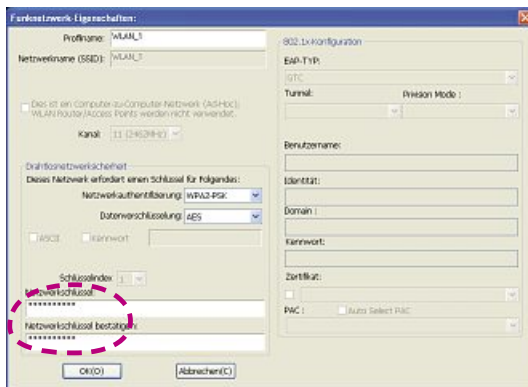 Funknetzwerk-Eigenschaften:
Profilname: WLAN_1
Netzwerkname (SSID): WLAN_1
Dies ist ein Computer-zu-Computer-Netzwerk (Ad-Hoc);
WLAN Router/Access Points werden nicht verwendet.
Kanal: 11 (2462MHz)
Drahtlosnetzwerksicherheit
Dieses Netzwerk erfordert einen Schlüssel für Folgendes:
Netzwerkauthentifizierung: WPA2-PSK
Datenverschlüsselung: AES
ASCII Kennwort
Schlüsselindex: 1
Netzwerkschlüssel:
**********
Netzwerkschlüssel bestätigen:
**********
OK(O) Abbrechen(C)
802.1x-Konfiguration
EAP-TYP:
GTC
Tunnel: Provision Mode :
Benutzername:
Identität:
Domain :
Kennwort:
Zertifikat:
PAC : Auto Select PAC